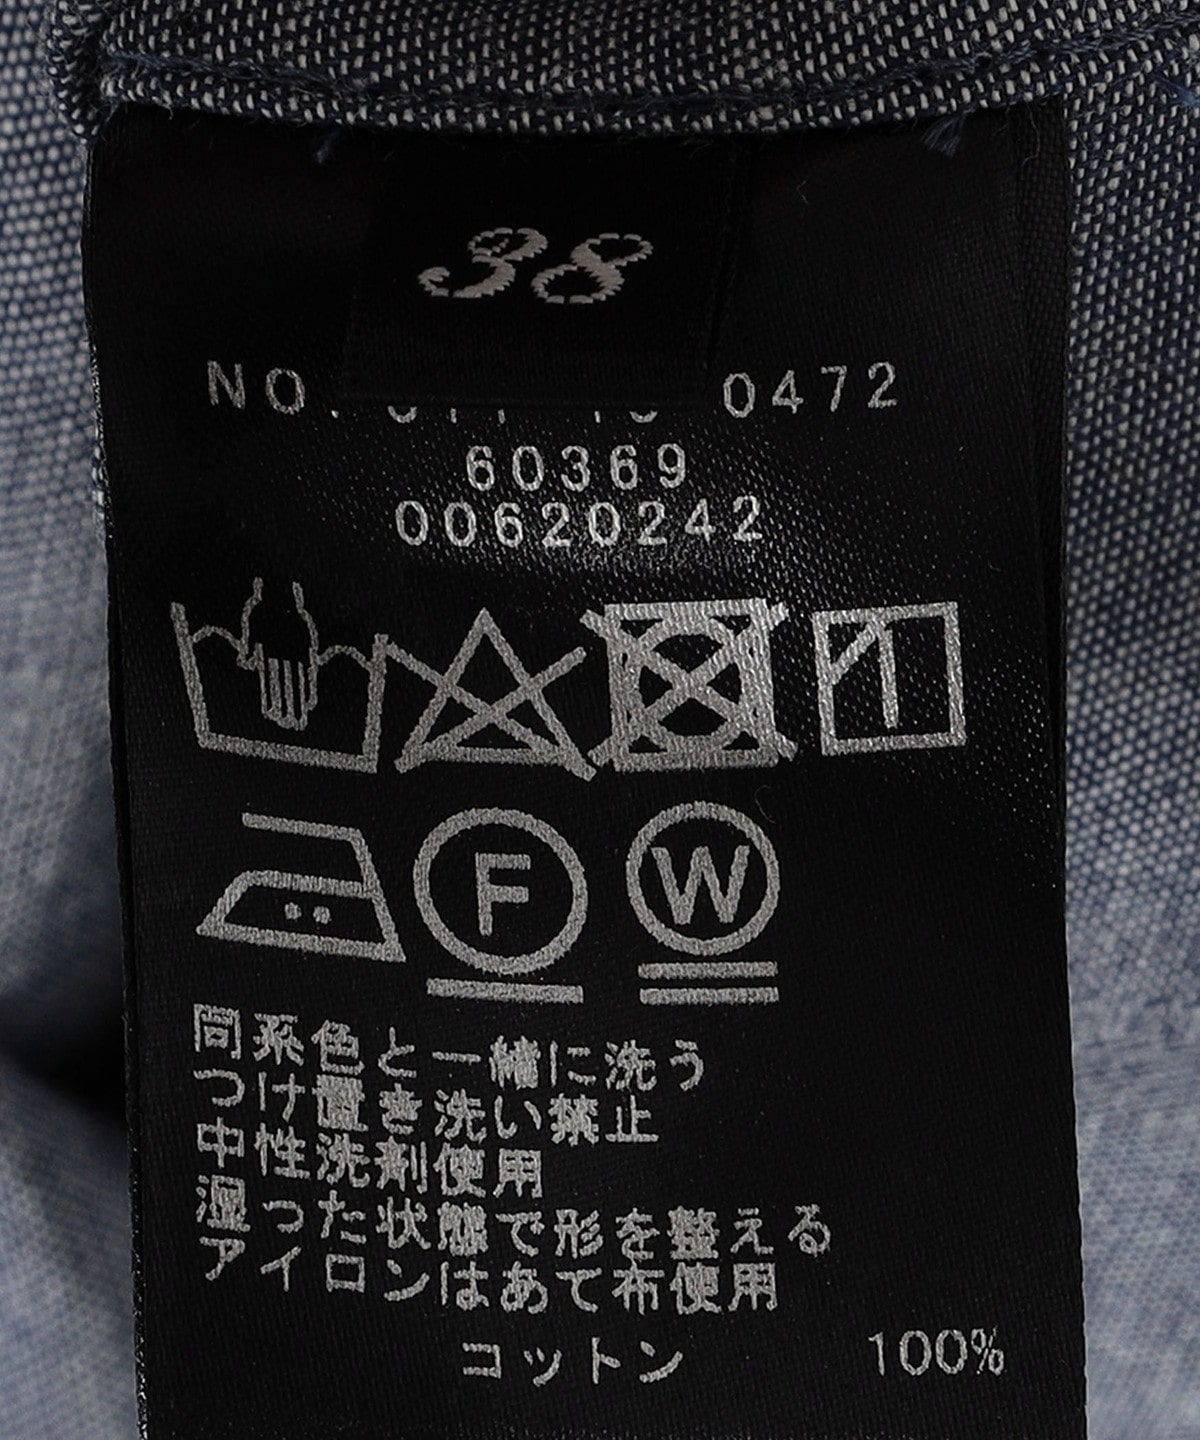 38
NO. 0472
60369
00620242
F
W
同系色と一緒に洗う
つけ置き洗い禁止
中性洗剤使用
湿った状態で形を整える
アイロンはあて布使用
コットン 100%